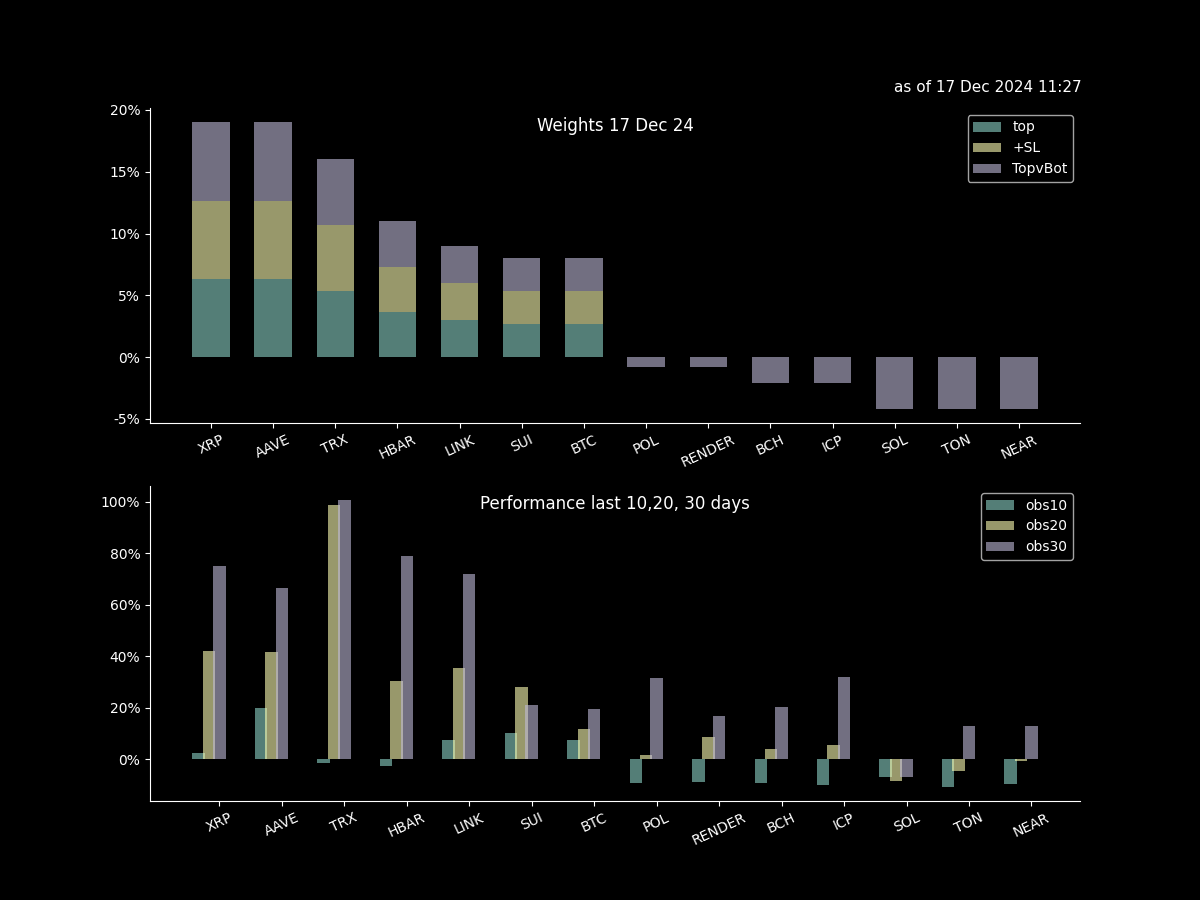 as of 17 Dec 2024 11:27
Weights 17 Dec 24
20%
15%
10%
5%
0%
-5%
top
+SL
TopvBot
XRP AAVE TRX HBAR LINK SUI BTC POL RENDER BCH ICP SOL TON NEAR
Performance last 10,20, 30 days
100%
80%
60%
40%
20%
0%
obs10
obs20
obs30
XRP AAVE TRX HBAR LINK SUI BTC POL RENDER BCH ICP SOL TON NEAR